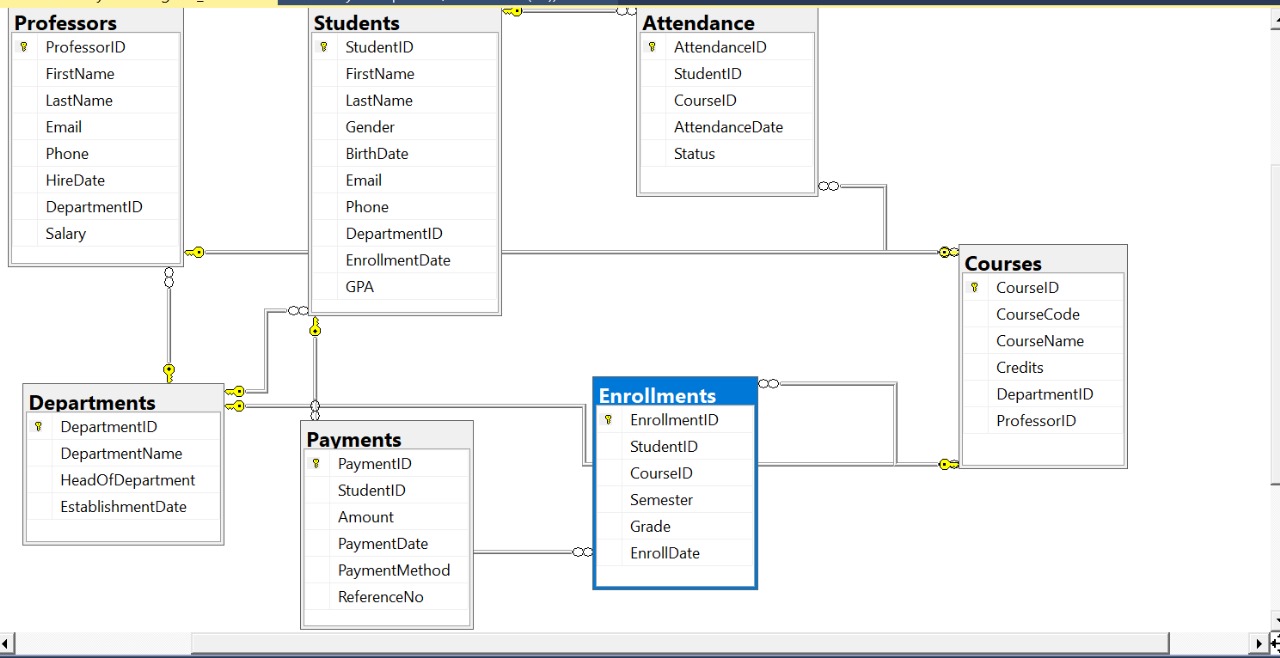 Professors
ProfessorID
FirstName
LastName
Email
Phone
HireDate
DepartmentID
Salary
Students
StudentID
FirstName
LastName
Gender
BirthDate
Email
Phone
DepartmentID
EnrollmentDate
GPA
Attendance
AttendanceID
StudentID
CourseID
AttendanceDate
Status
Courses
CourseID
CourseCode
CourseName
Credits
DepartmentID
ProfessorID
Departments
DepartmentID
DepartmentName
HeadOfDepartment
EstablishmentDate
Payments
PaymentID
StudentID
Amount
PaymentDate
PaymentMethod
ReferenceNo
Enrollments
EnrollmentID
StudentID
CourseID
Semester
Grade
EnrollDate